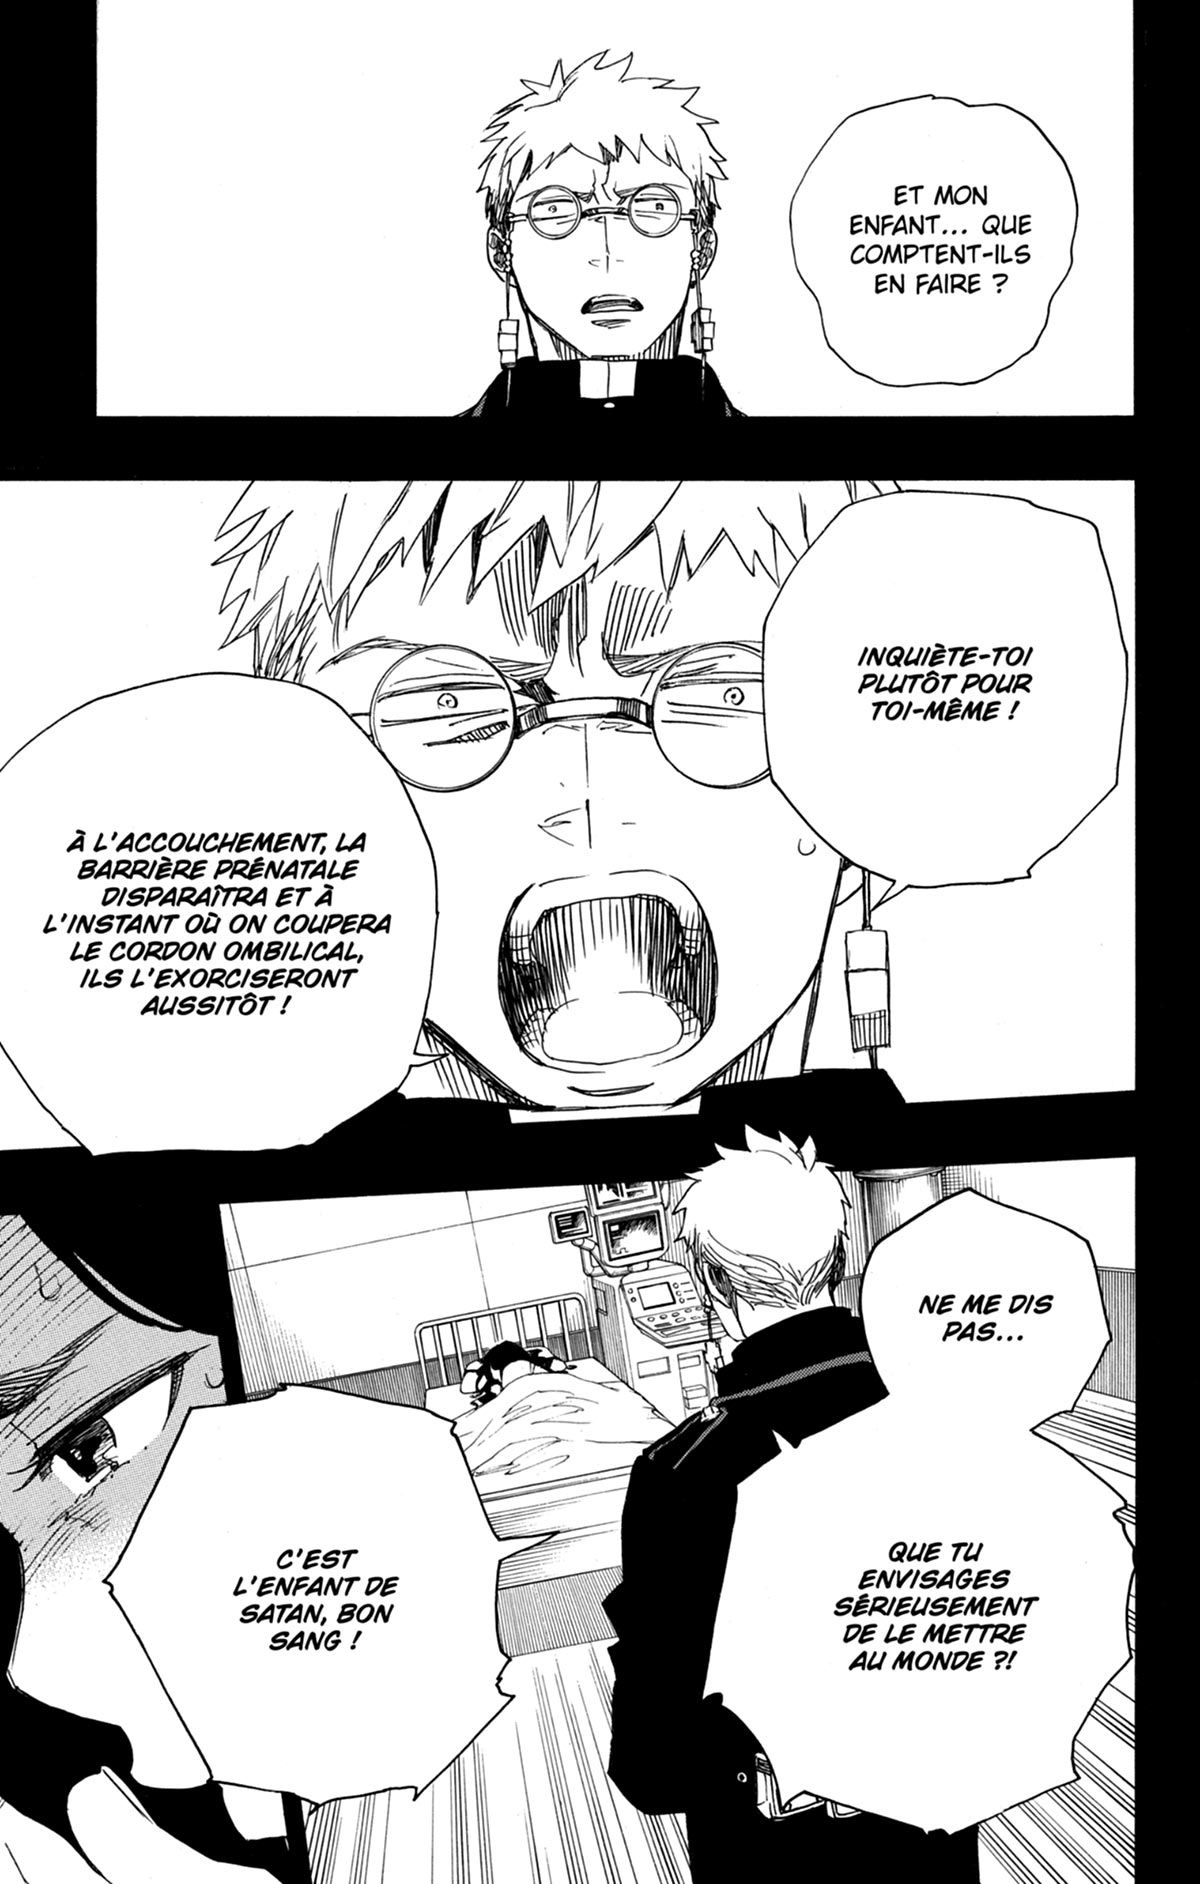 ET MON
ENFANT... QUE
COMPTENT-ILS
EN FAIRE ?
INQUIÈTE-TOI
PLUTÔT POUR
TOI-MÊME !
À L'ACCOUCHEMENT, LA
BARRIÈRE PRÉNATALE
DISPARAÎTRA ET À
L'INSTANT OÙ ON COUPERA
LE CORDON OMBILICAL,
ILS L'EXORCISERONT
AUSSITÔT !
NE ME DIS
PAS...
QUE TU
ENVISAGES
SÉRIEUSEMENT
DE LE METTRE
AU MONDE ?!
C'EST
L'ENFANT DE
SATAN, BON
SANG !